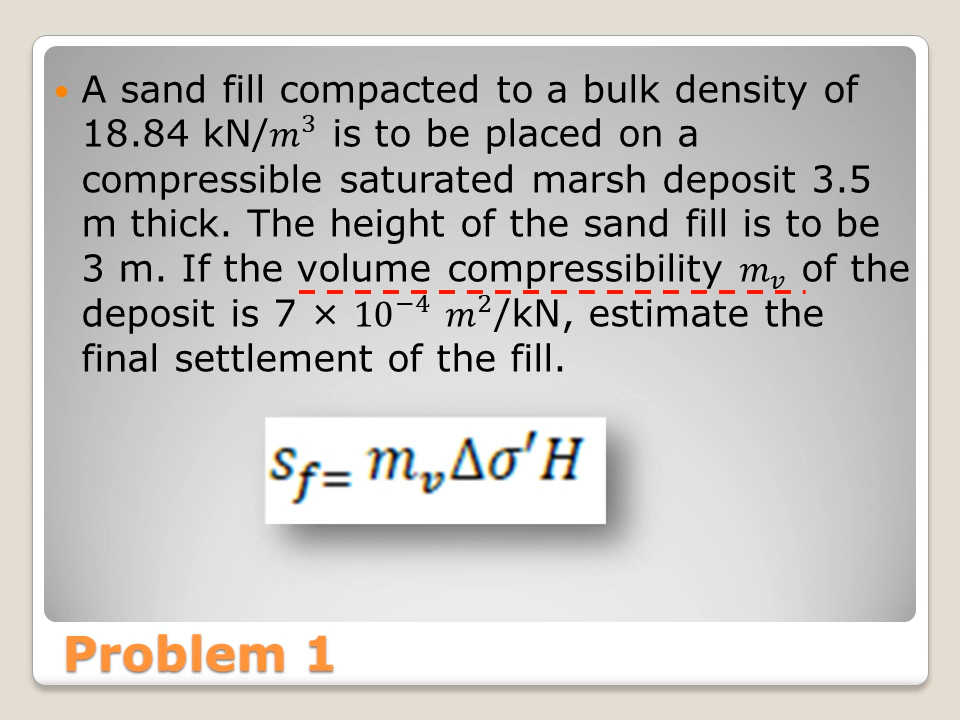 A sand fill compacted to a bulk density of
18.84 kN/𝑚³ is to be placed on a
compressible saturated marsh deposit 3.5
m thick. The height of the sand fill is to be
3 m. If the volume compressibility 𝑚ᵥ of the
deposit is 7 × 10⁻⁴ 𝑚²/kN, estimate the
final settlement of the fill.
s_f= m_vΔσ′H
Problem 1